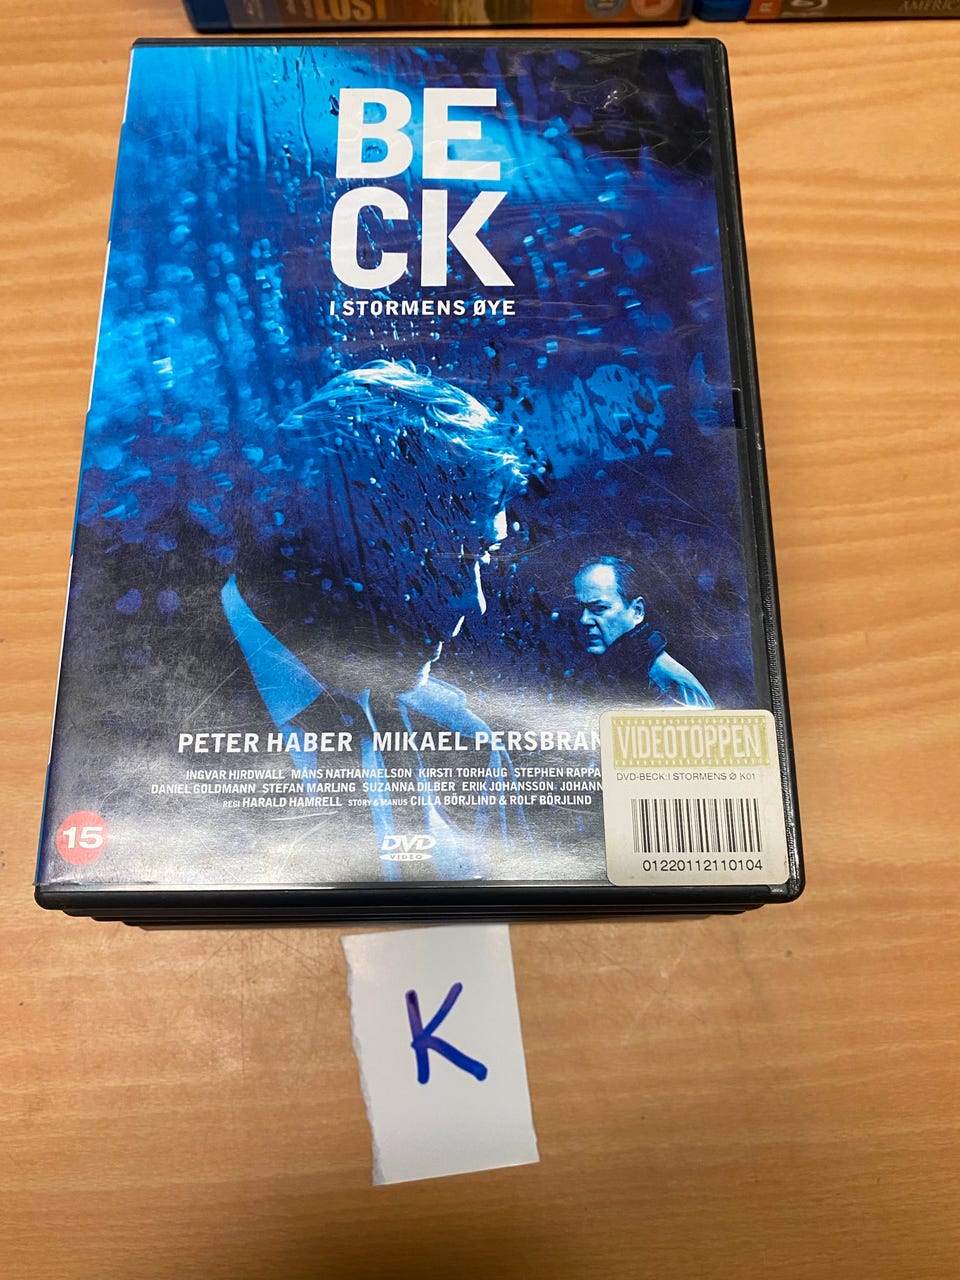 LOST
AMERIC
BE
CK
I STORMENS ØYE
PETER HABER MIKAEL PERSBRAN
INGVAR HIRDWALL MÅNS NATHANAELSON KIRSTI TORHAUG STEPHEN RAPPA
DANIEL GOLDMANN STEFAN MARLING SUZANNA DILBER ERIK JOHANSSON JOHANN
REGI HARALD HAMRELL STORY & MANUS CILLA BÖRJLIND & ROLF BÖRJLIND
15
DVD
VIDEO
VIDEOTOPPEN
DVD-BECK:I STORMENS Ø K01
01220112110104
K